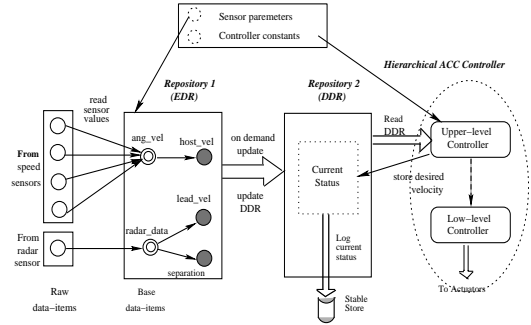 Sensor paremeters
Controller constants
Hierarchical ACC Controller
Repository 1
(EDR)
Repository 2
(DDR)
read
sensor
values
ang_vel
host_vel
on demand
update
Read
DDR
Upper-level
Controller
From
speed
sensors
Current
Status
store desired
velocity
lead_vel
update
DDR
From
radar
sensor
radar_data
separation
Log
current
status
Low-level
Controller
To Actuators
Raw
data-items
Base
data-items
Stable
Store